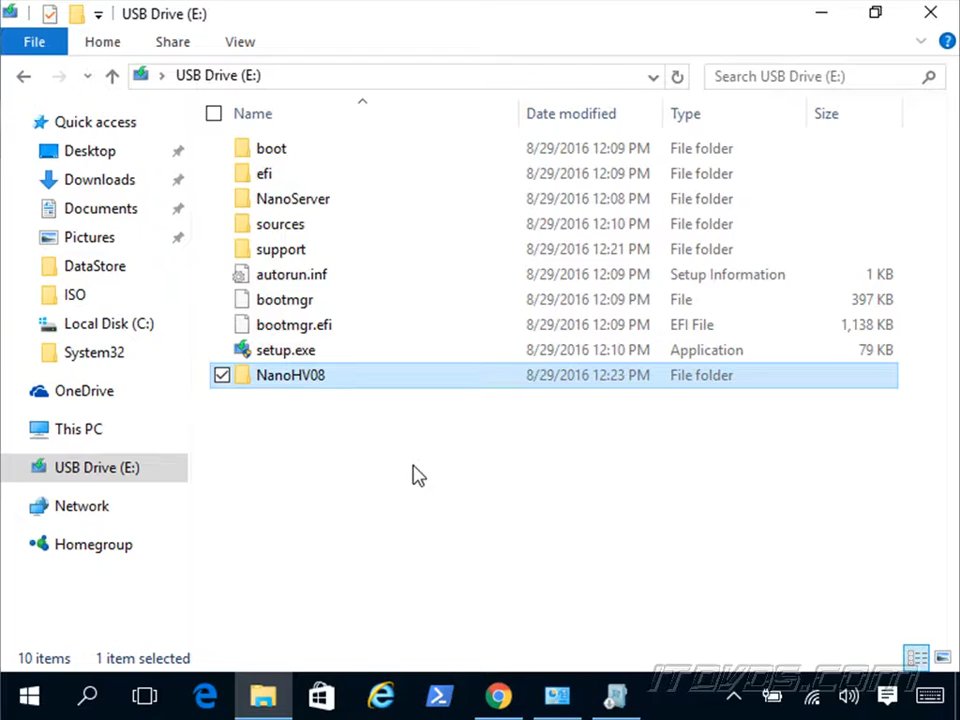 USB Drive (E:)
File Home Share View
USB Drive (E:) Search USB Drive (E:)
Name Date modified Type Size
Quick access
Desktop
Downloads
Documents
Pictures
DataStore
ISO
Local Disk (C:)
System32
OneDrive
This PC
USB Drive (E:)
Network
Homegroup
boot 8/29/2016 12:09 PM File folder
efi 8/29/2016 12:09 PM File folder
NanoServer 8/29/2016 12:08 PM File folder
sources 8/29/2016 12:10 PM File folder
support 8/29/2016 12:21 PM File folder
autorun.inf 8/29/2016 12:09 PM Setup Information 1 KB
bootmgr 8/29/2016 12:09 PM File 397 KB
bootmgr.efi 8/29/2016 12:09 PM EFI File 1,138 KB
setup.exe 8/29/2016 12:10 PM Application 79 KB
NanoHV08 8/29/2016 12:23 PM File folder
10 items 1 item selected
ITdvds.com